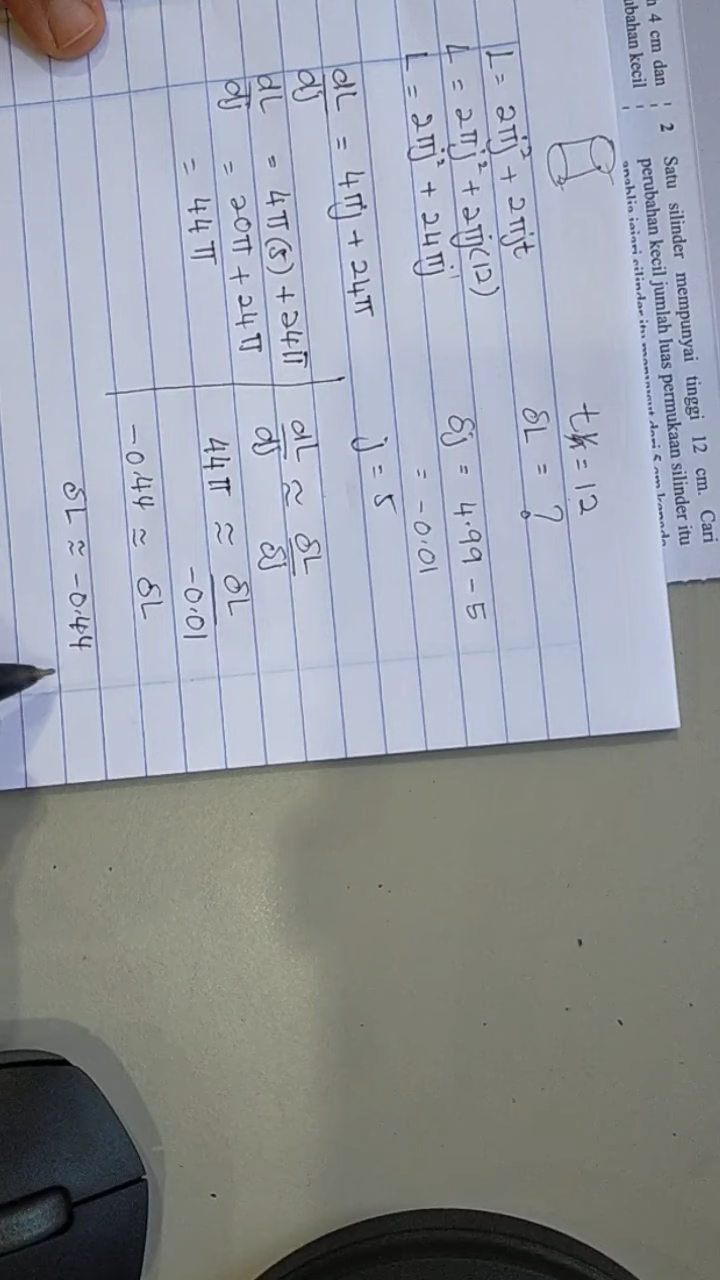 h 4 cm dan
ubahan kecil
2 Satu silinder mempunyai tinggi 12 cm. Cari
perubahan kecil jumlah luas permukaan silinder itu
tk = 12
δL = ?
L = 2πj² + 2πjt
L = 2πj² + 2πj(12)
L = 2πj² + 24πj
δj = 4.99 - 5
= -0.01
j = 5
dL/dj = 4πj + 24π
dL/dj = 4π(5) + 24π
= 20π + 24π
= 44π
dL/dj ≈ δL/δj
44π ≈ δL/-0.01
-0.44 ≈ δL
δL ≈ -0.44